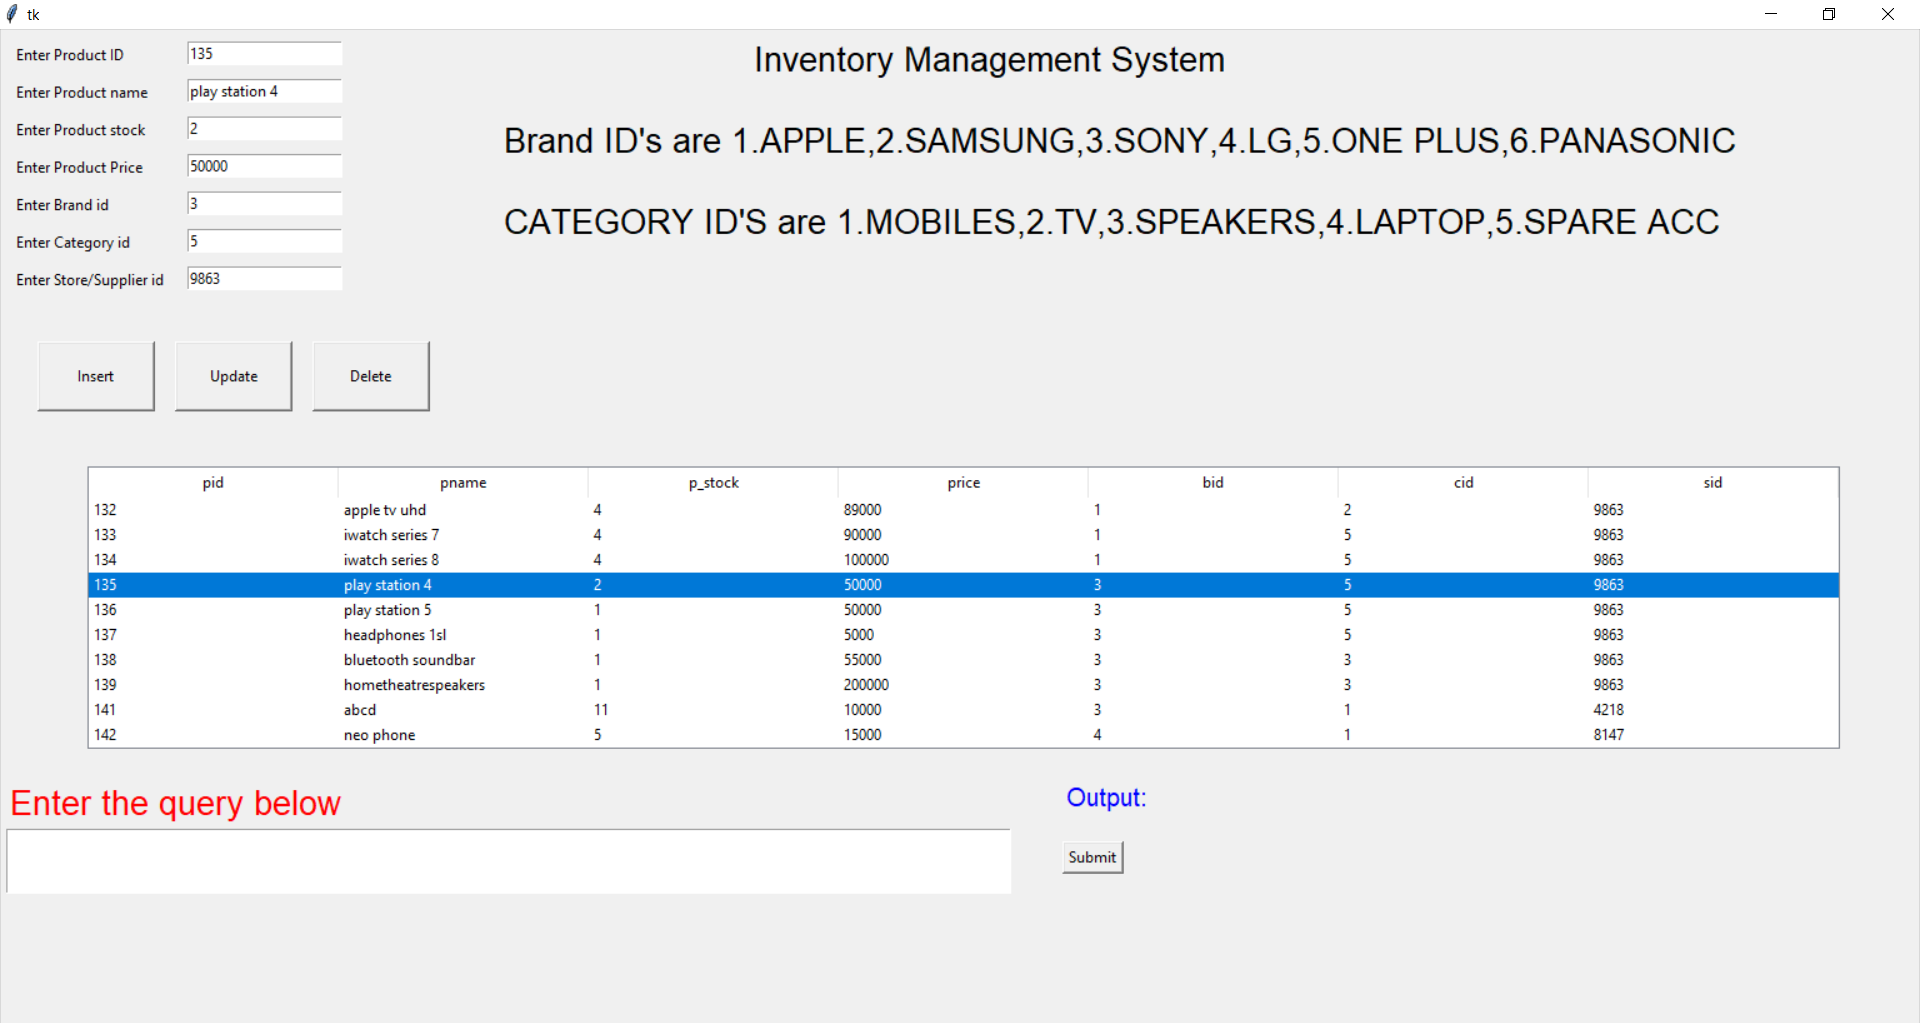 tk
Enter Product ID 135
Enter Product name play station 4
Enter Product stock 2
Enter Product Price 50000
Enter Brand id 3
Enter Category id 5
Enter Store/Supplier id 9863
Inventory Management System
Brand ID's are 1.APPLE,2.SAMSUNG,3.SONY,4.LG,5.ONE PLUS,6.PANASONIC
CATEGORY ID'S are 1.MOBILES,2.TV,3.SPEAKERS,4.LAPTOP,5.SPARE ACC
Insert Update Delete
pid pname p_stock price bid cid sid
132 apple tv uhd 4 89000 1 2 9863
133 iwatch series 7 4 90000 1 5 9863
134 iwatch series 8 4 100000 1 5 9863
135 play station 4 2 50000 3 5 9863
136 play station 5 1 50000 3 5 9863
137 headphones 1sl 1 5000 3 5 9863
138 bluetooth soundbar 1 55000 3 3 9863
139 hometheatrespeakers 1 200000 3 3 9863
141 abcd 11 10000 3 1 4218
142 neo phone 5 15000 4 1 8147
Enter the query below
Output:
Submit